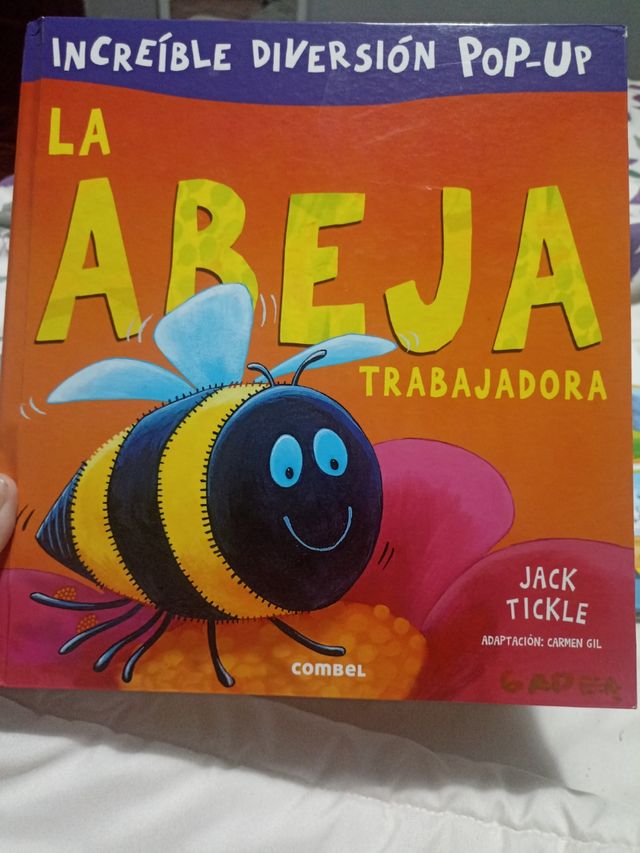 INCREÍBLE DIVERSIÓN POP-UP
LA
ABEJA
TRABAJADORA
JACK
TICKLE
ADAPTACIÓN: CARMEN GIL
COMBEL